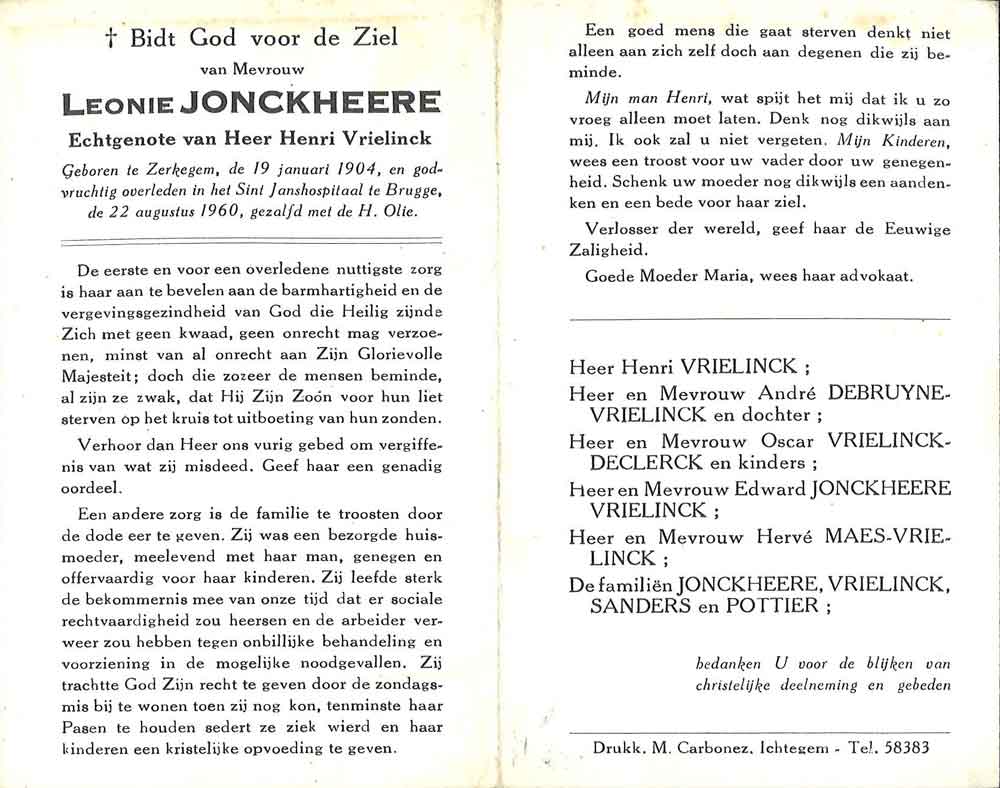 † Bidt God voor de Ziel
van Mevrouw
LEONIE JONCKHEERE
Echtgenote van Heer Henri Vrielinck
Geboren te Zerkegem, de 19 januari 1904, en god-
vruchtig overleden in het Sint Janshospitaal te Brugge,
de 22 augustus 1960, gezalfd met de H. Olie.
De eerste en voor een overledene nuttigste zorg
is haar aan te bevelen aan de barmhartigheid en de
vergevingsgezindheid van God die Heilig zijnde
Zich met geen kwaad, geen onrecht mag verzoe-
nen, minst van al onrecht aan Zijn Glorievolle
Majesteit; doch die zozeer de mensen beminde,
al zijn ze zwak, dat Hij Zijn Zoón voor hun liet
sterven op het kruis tot uitboeting van hun zonden.
Verhoor dan Heer ons vurig gebed om vergiffe-
nis van wat zij misdeed. Geef haar een genadig
oordeel.
Een andere zorg is de familie te troosten door
de dode eer te geven. Zij was een bezorgde huis-
moeder, meelevend met haar man, genegen en
offervaardig voor haar kinderen. Zij leefde sterk
de bekommernis mee van onze tijd dat er sociale
rechtvaardigheid zou heersen en de arbeider ver-
weer zou hebben tegen onbillijke behandeling en
voorziening in de mogelijke noodgevallen. Zij
trachtte God Zijn recht te geven door de zondags-
mis bij te wonen toen zij nog kon, tenminste haar
Pasen te houden sedert ze ziek wierd en haar
kinderen een kristelijke opvoeding te geven.
Een goed mens die gaat sterven denkt niet
alleen aan zich zelf doch aan degenen die zij be-
minde.
Mijn man Henri, wat spijt het mij dat ik u zo
vroeg alleen moet laten. Denk nog dikwijls aan
mij. Ik ook zal u niet vergeten. Mijn Kinderen,
wees een troost voor uw vader door uw genegen-
heid. Schenk uw moeder nog dikwijls een aanden-
ken en een bede voor haar ziel.
Verlosser der wereld, geef haar de Eeuwige
Zaligheid.
Goede Moeder Maria, wees haar advokaat.
Heer Henri VRIELINCK ;
Heer en Mevrouw André DEBRUYNE-
VRIELINCK en dochter ;
Heer en Mevrouw Oscar VRIELINCK-
DECLERCK en kinders ;
Heer en Mevrouw Edward JONCKHEERE
VRIELINCK ;
Heer en Mevrouw Hervé MAES-VRIE-
LINCK ;
De familiën JONCKHEERE, VRIELINCK,
SANDERS en POTTIER ;
bedanken U voor de blijken van
christelijke deelneming en gebeden
Drukk. M. Carbonez, Ichtegem - Tel. 58383